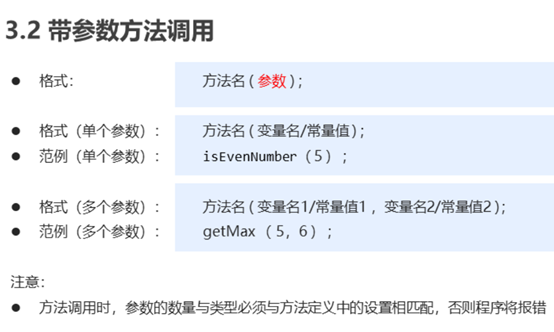 3.2 带参数方法调用
● 格式: 方法名 ( 参数 ) ;
● 格式（单个参数）: 方法名 ( 变量名/常量值 ) ;
● 范例（单个参数）: isEvenNumber ( 5 ) ;
● 格式（多个参数）: 方法名 ( 变量名1/常量值1 ，变量名2/常量值2 ) ;
● 范例（多个参数）: getMax ( 5，6 ) ;
注意:
● 方法调用时，参数的数量与类型必须与方法定义中的设置相匹配，否则程序将报错